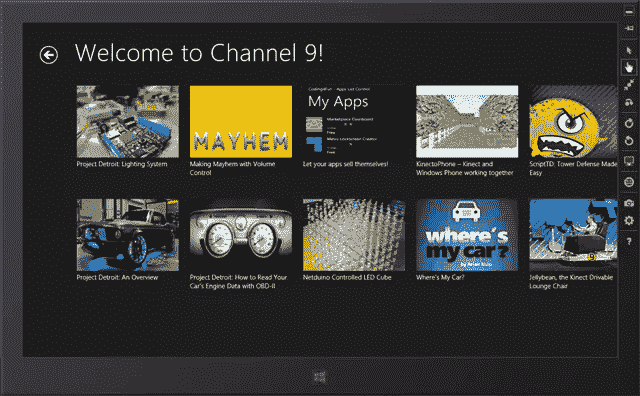 Welcome to Channel 9!
MAYHEM
My Apps
Project Detroit: Lighting System
Making Mayhem with Volume
Control
Let your apps sell themselves!
KinectoPhone – Kinect and
Windows Phone working together
ScriptTD, Tower Defense Made
Easy
where's
my car?
9
Project Detroit: An Overview
Project Detroit: How to Read Your
Car's Engine Data with OBD-II
Netduino Controlled LED Cube
Where's My Car?
Jellybean, the Kinect Drivable
Lounge Chair
?